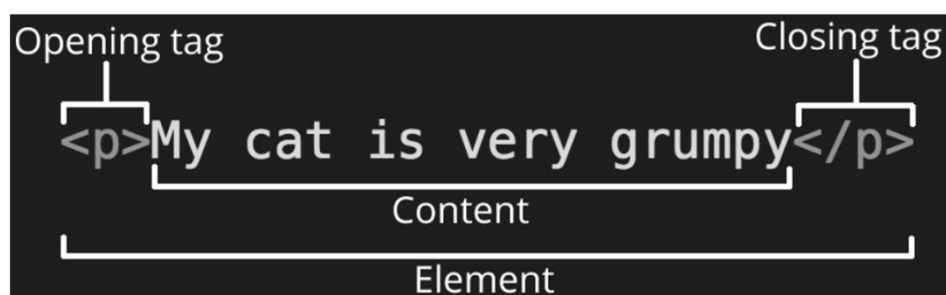 Opening tag
Closing tag
<p>My cat is very grumpy</p>
Content
Element